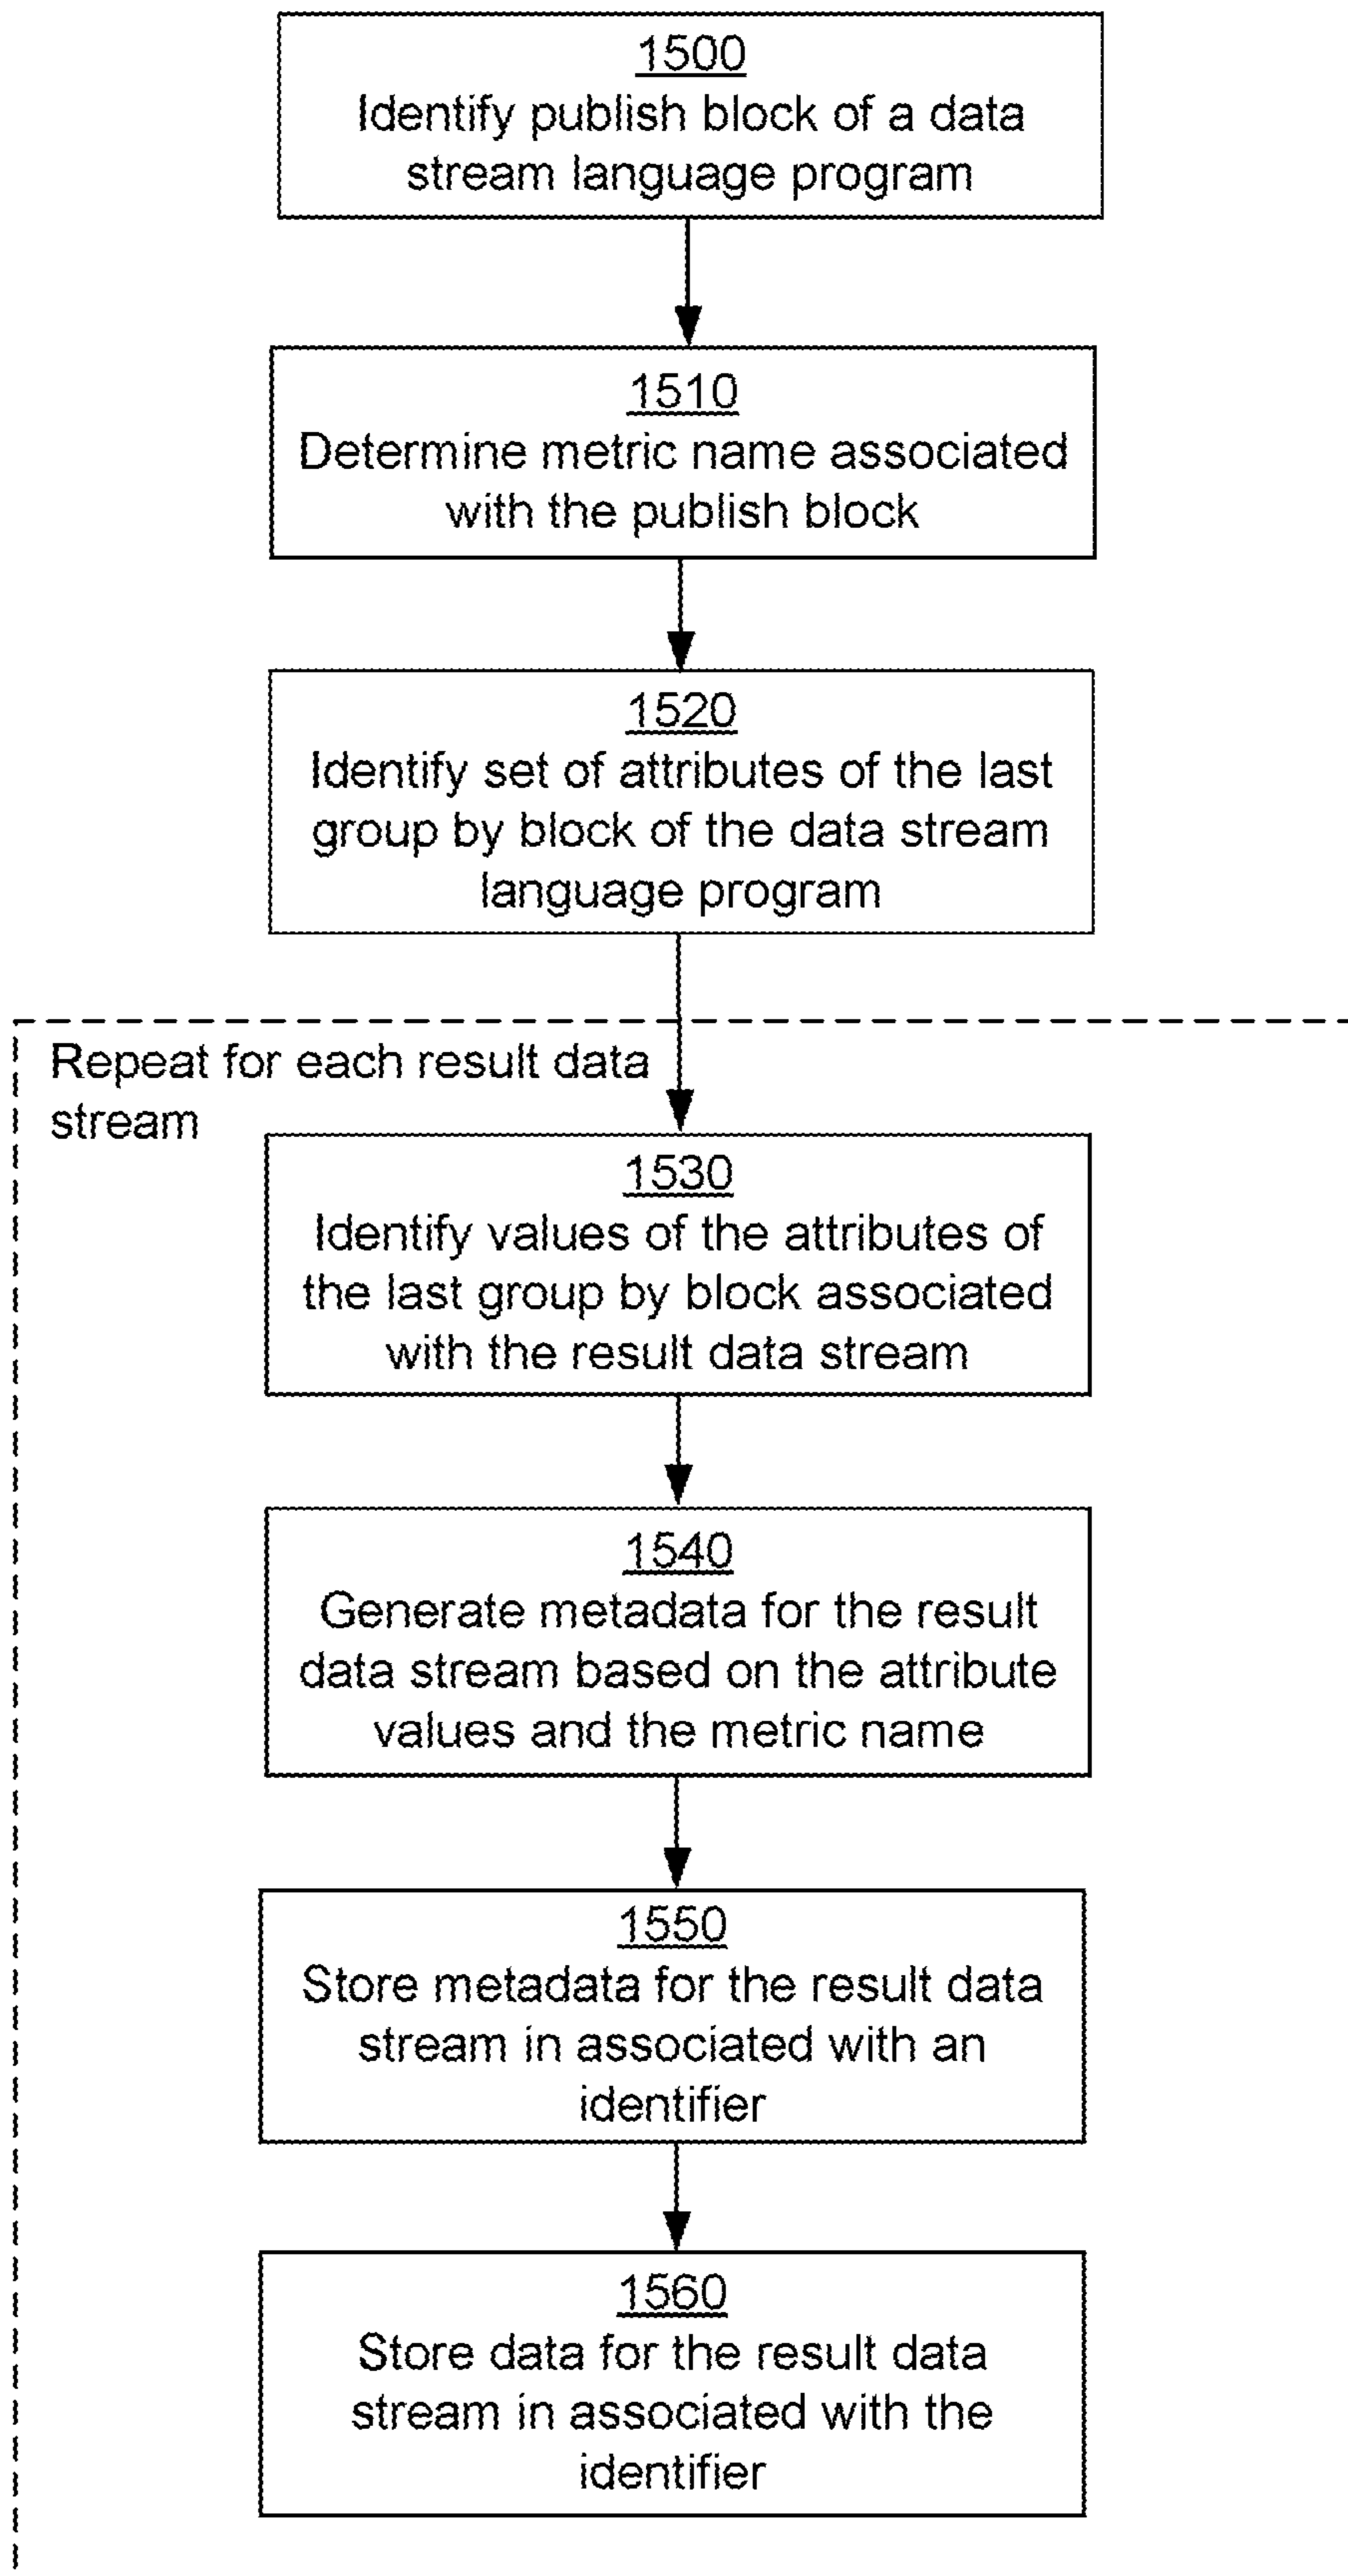 1500
Identify publish block of a data
stream language program
1510
Determine metric name associated
with the publish block
1520
Identify set of attributes of the last
group by block of the data stream
language program
Repeat for each result data
stream
1530
Identify values of the attributes of
the last group by block associated
with the result data stream
1540
Generate metadata for the result
data stream based on the attribute
values and the metric name
1550
Store metadata for the result data
stream in associated with an
identifier
1560
Store data for the result data
stream in associated with the
identifier